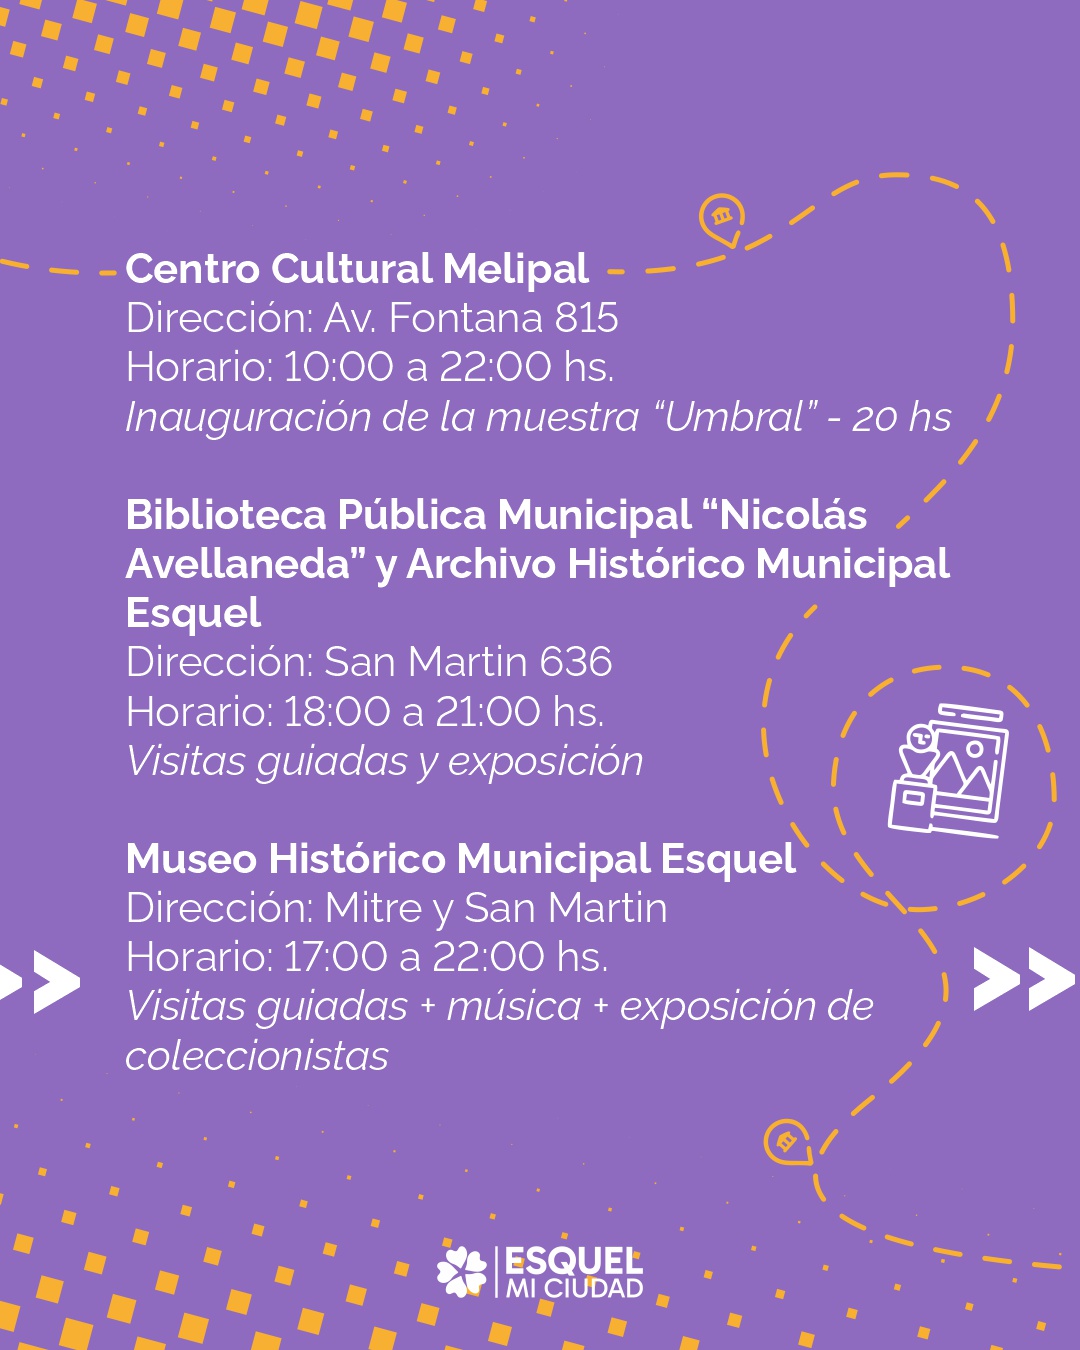 Centro Cultural Melipal
Dirección: Av. Fontana 815
Horario: 10:00 a 22:00 hs.
Inauguración de la muestra “Umbral” - 20 hs
Biblioteca Pública Municipal “Nicolás
Avellaneda” y Archivo Histórico Municipal
Esquel
Dirección: San Martin 636
Horario: 18:00 a 21:00 hs.
Visitas guiadas y exposición
Museo Histórico Municipal Esquel
Dirección: Mitre y San Martin
Horario: 17:00 a 22:00 hs.
Visitas guiadas + música + exposición de
coleccionistas
ESQUEL
MI CIUDAD